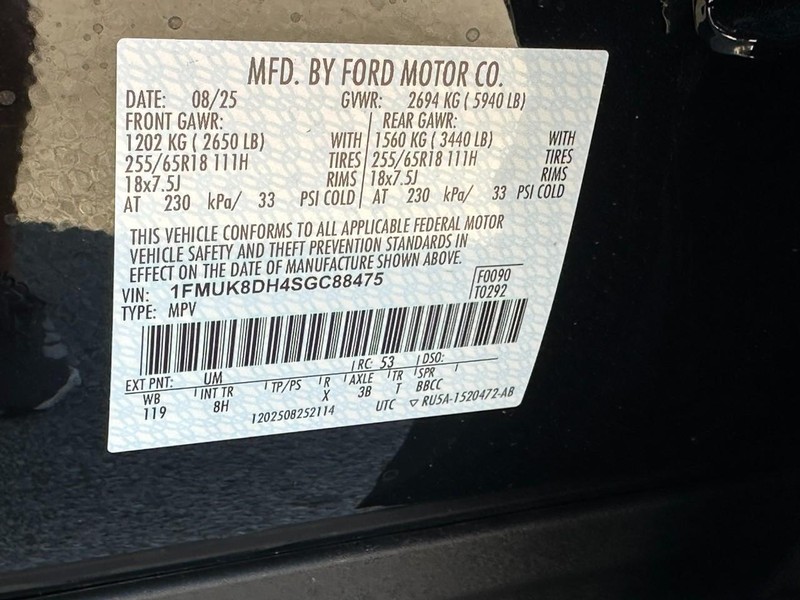 MFD. BY FORD MOTOR CO.
DATE: 08/25 GVWR: 2694 KG ( 5940 LB)
FRONT GAWR: REAR GAWR:
1202 KG ( 2650 LB) WITH 1560 KG ( 3440 LB) WITH
255/65R18 111H TIRES 255/65R18 111H TIRES
18x7.5J RIMS 18x7.5J RIMS
AT 230 kPa/ 33 PSI COLD AT 230 kPa/ 33 PSI COLD
THIS VEHICLE CONFORMS TO ALL APPLICABLE FEDERAL MOTOR
VEHICLE SAFETY AND THEFT PREVENTION STANDARDS IN
EFFECT ON THE DATE OF MANUFACTURE SHOWN ABOVE.
VIN: 1FMUK8DH4SGC88475 F0090
TYPE: MPV T0292
EXT PNT: UM RC: 53 DSO:
WB INT TR TP/PS R AXLE TR SPR
119 8H X 3B T BBCC
1202508252114 UTC ▽ RU5A-1520472-AB